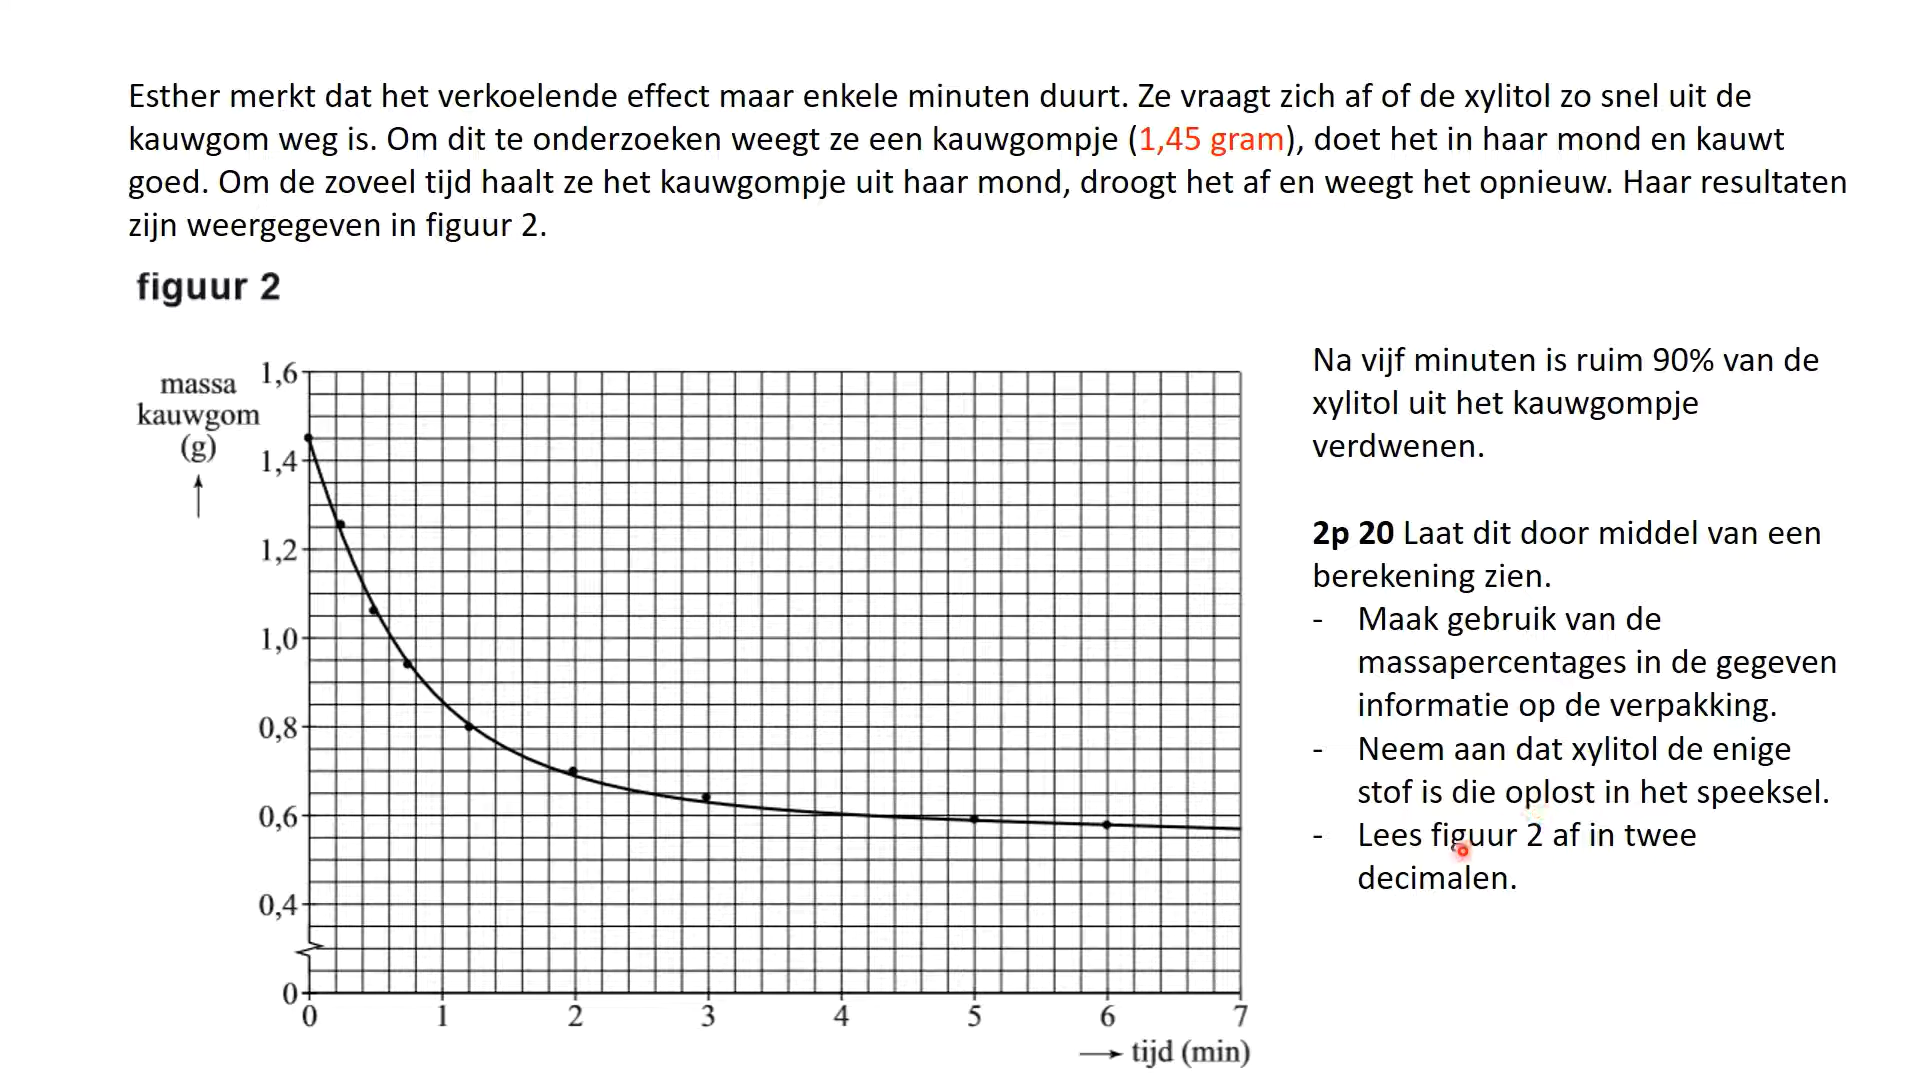 Esther merkt dat het verkoelende effect maar enkele minuten duurt. Ze vraagt zich af of de xylitol zo snel uit de
kauwgom weg is. Om dit te onderzoeken weegt ze een kauwgompje (1,45 gram), doet het in haar mond en kauwt
goed. Om de zoveel tijd haalt ze het kauwgompje uit haar mond, droogt het af en weegt het opnieuw. Haar resultaten
zijn weergegeven in figuur 2.
figuur 2
massa
kauwgom
(g)
1,6
1,4
1,2
1,0
0,8
0,6
0,4
0
0 1 2 3 4 5 6 7
tijd (min)
Na vijf minuten is ruim 90% van de
xylitol uit het kauwgompje
verdwenen.
2p 20 Laat dit door middel van een
berekening zien.
- Maak gebruik van de
massapercentages in de gegeven
informatie op de verpakking.
- Neem aan dat xylitol de enige
stof is die oplost in het speeksel.
- Lees figuur 2 af in twee
decimalen.